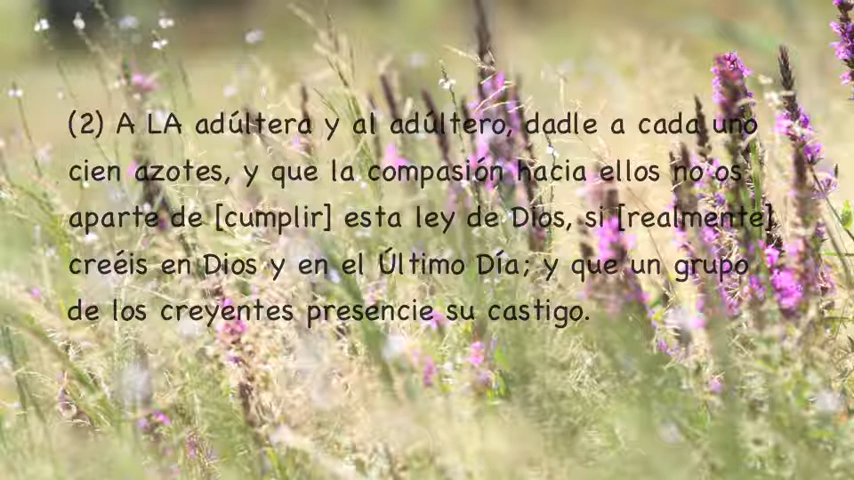 (2) A LA adúltera y al adúltero, dadle a cada uno
cien azotes, y que la compasión hacia ellos no os
aparte de [cumplir] esta ley de Dios, si [realmente]
creéis en Dios y en el Último Día; y que un grupo
de los creyentes presencie su castigo.